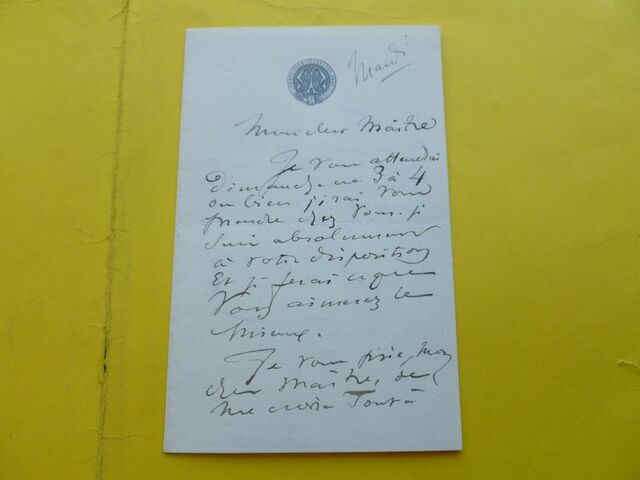 Mardi
Mon cher Maître
Je vous attendrai
Dimanche de 3 à 4
ou bien j'irai vous
prendre chez vous. je
suis absolument
à votre disposition
Et je ferai ce que
Vous aimerez le
Mieux.
Je vous prie, Mon
cher Maître, de
me croire Tout à